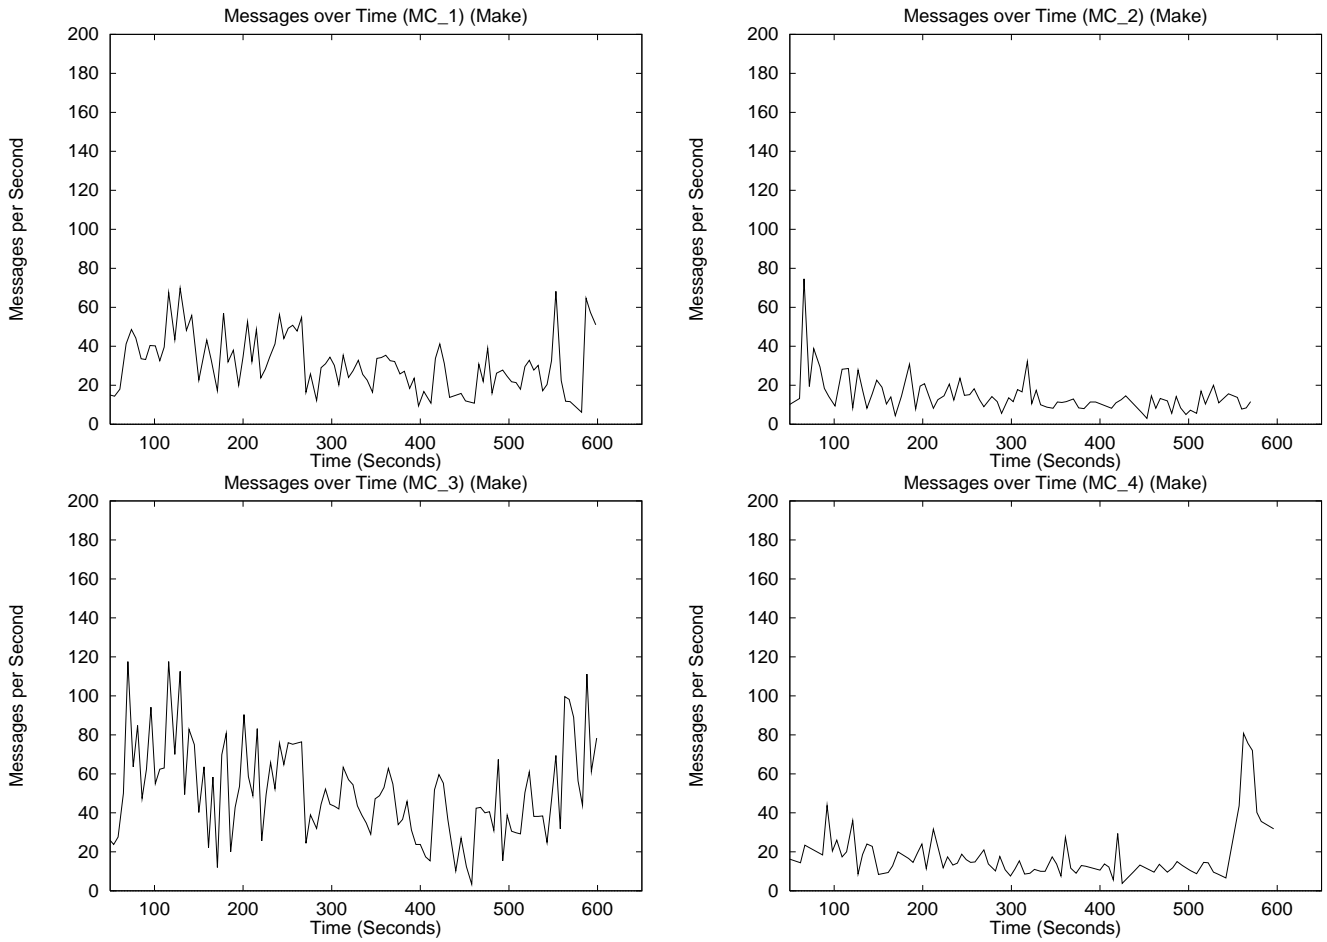 Messages over Time (MC_1) (Make)
200
180
160
140
120
100
80
60
40
20
0
Messages per Second
100 200 300 400 500 600
Time (Seconds)
Messages over Time (MC_2) (Make)
200
180
160
140
120
100
80
60
40
20
0
Messages per Second
100 200 300 400 500 600
Time (Seconds)
Messages over Time (MC_3) (Make)
200
180
160
140
120
100
80
60
40
20
0
Messages per Second
100 200 300 400 500 600
Time (Seconds)
Messages over Time (MC_4) (Make)
200
180
160
140
120
100
80
60
40
20
0
Messages per Second
100 200 300 400 500 600
Time (Seconds)